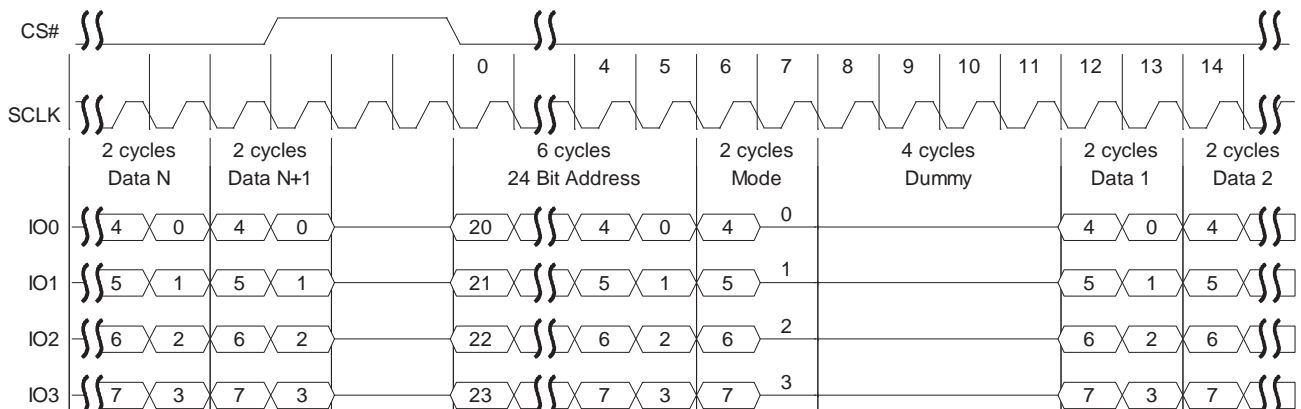 CS#
0 4 5 6 7 8 9 10 11 12 13 14
SCLK
2 cycles 2 cycles 6 cycles 2 cycles 4 cycles 2 cycles 2 cycles
Data N Data N+1 24 Bit Address Mode Dummy Data 1 Data 2
IO0 4 0 4 0 20 4 0 4 0 4 0 4
IO1 5 1 5 1 21 5 1 5 1 5 1 5
IO2 6 2 6 2 22 6 2 6 2 6 2 6
IO3 7 3 7 3 23 7 3 7 3 7 3 7